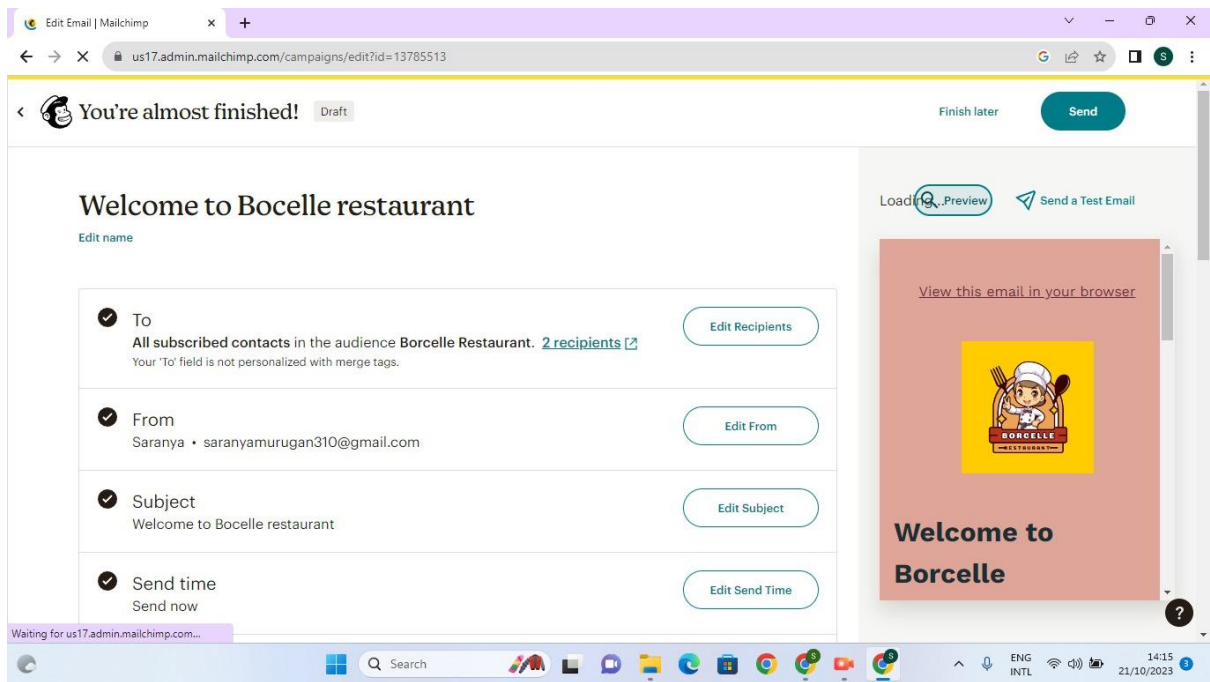 Edit Email | Mailchimp
us17.admin.mailchimp.com/campaigns/edit?id=13785513
S
You're almost finished!
Draft
Finish later
Send
Welcome to Bocelle restaurant
Edit name
Loading...
Preview
Send a Test Email
To
All subscribed contacts in the audience Borcelle Restaurant. 2 recipients
Your 'To' field is not personalized with merge tags.
Edit Recipients
From
Saranya • saranyamurugan310@gmail.com
Edit From
Subject
Welcome to Bocelle restaurant
Edit Subject
Send time
Send now
Edit Send Time
View this email in your browser
BORCELLE
RESTAURANT
Welcome to
Borcelle
?
Waiting for us17.admin.mailchimp.com...
Search
ENG
INTL
14:15
21/10/2023
3